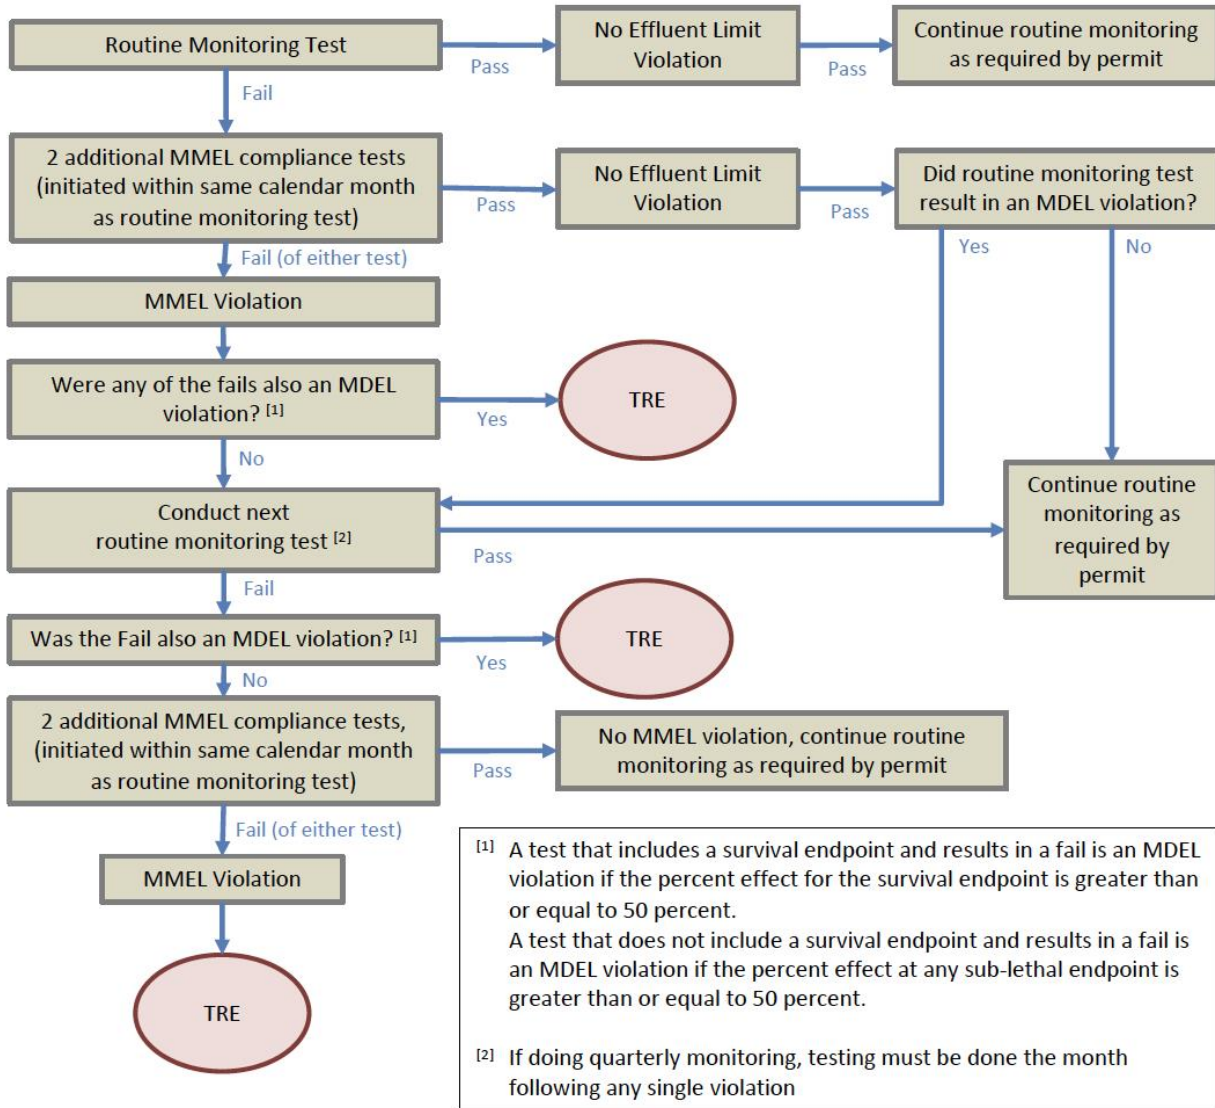 Routine Monitoring Test
Pass
No Effluent Limit
Violation
Pass
Continue routine monitoring
as required by permit
Fail
2 additional MMEL compliance tests
(initiated within same calendar month
as routine monitoring test)
Pass
No Effluent Limit
Violation
Pass
Did routine monitoring test
result in an MDEL violation?
Fail (of either test)
Yes
No
MMEL Violation
Were any of the fails also an MDEL
violation? [1]
Yes
TRE
No
Conduct next
routine monitoring test [2]
Pass
Continue routine
monitoring as
required by
permit
Fail
Was the Fail also an MDEL violation? [1]
Yes
TRE
No
2 additional MMEL compliance tests,
(initiated within same calendar month
as routine monitoring test)
Pass
No MMEL violation, continue routine
monitoring as required by permit
Fail (of either test)
MMEL Violation
TRE
[1] A test that includes a survival endpoint and results in a fail is an MDEL
violation if the percent effect for the survival endpoint is greater than
or equal to 50 percent.
A test that does not include a survival endpoint and results in a fail is
an MDEL violation if the percent effect at any sub-lethal endpoint is
greater than or equal to 50 percent.
[2] If doing quarterly monitoring, testing must be done the month
following any single violation